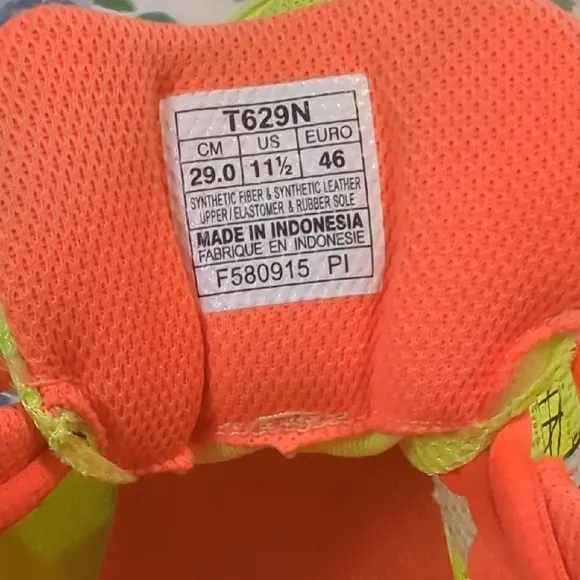 T629N
CM US EURO
29.0 11½ 46
SYNTHETIC FIBER & SYNTHETIC LEATHER
UPPER / ELASTOMER & RUBBER SOLE
MADE IN INDONESIA
FABRIQUE EN INDONESIE
F580915 PI